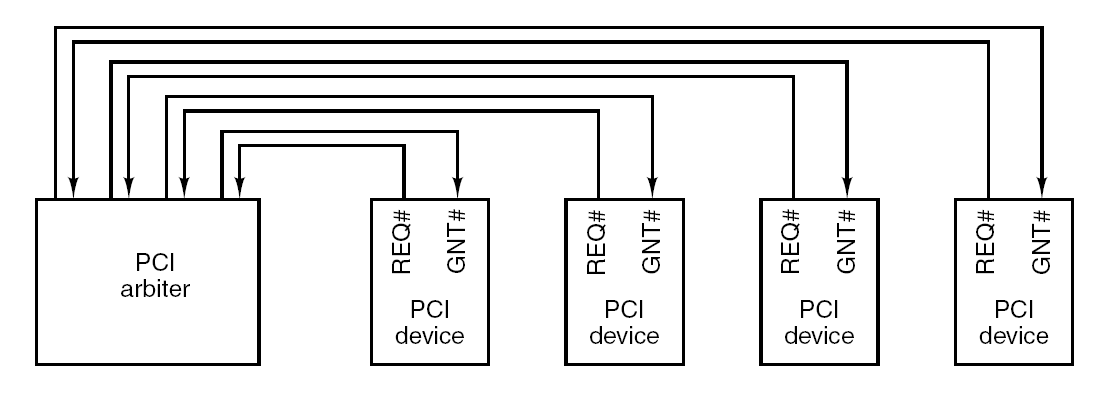 PCI
arbiter
REQ#
GNT#
PCI
device
REQ#
GNT#
PCI
device
REQ#
GNT#
PCI
device
REQ#
GNT#
PCI
device